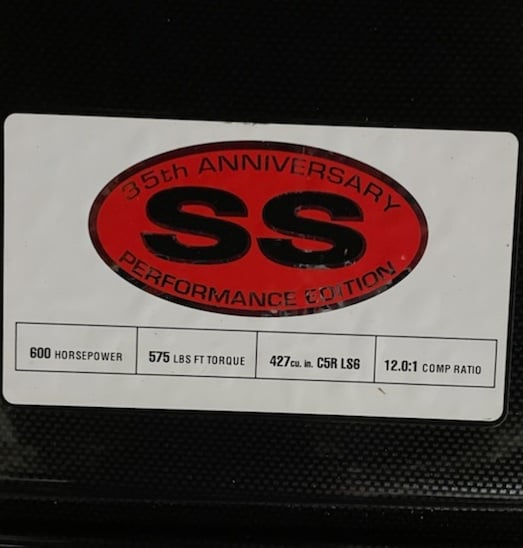 35th ANNIVERSARY
SS
PERFORMANCE EDITION
600 HORSEPOWER 575 LBS FT TORQUE 427cu. in. C5R LS6 12.0:1 COMP RATIO